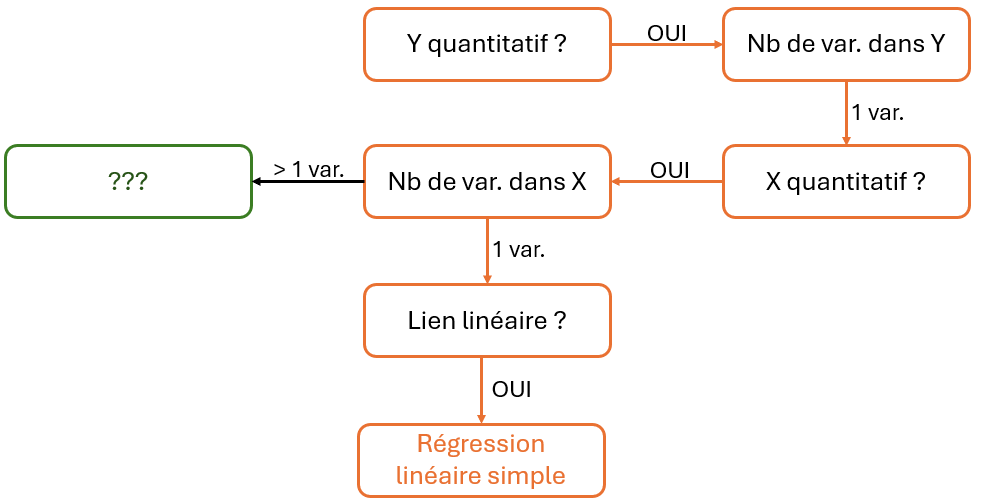 Y quantitatif ?
OUI
Nb de var. dans Y
1 var.
???
> 1 var.
Nb de var. dans X
OUI
X quantitatif ?
1 var.
Lien linéaire ?
OUI
Régression
linéaire simple